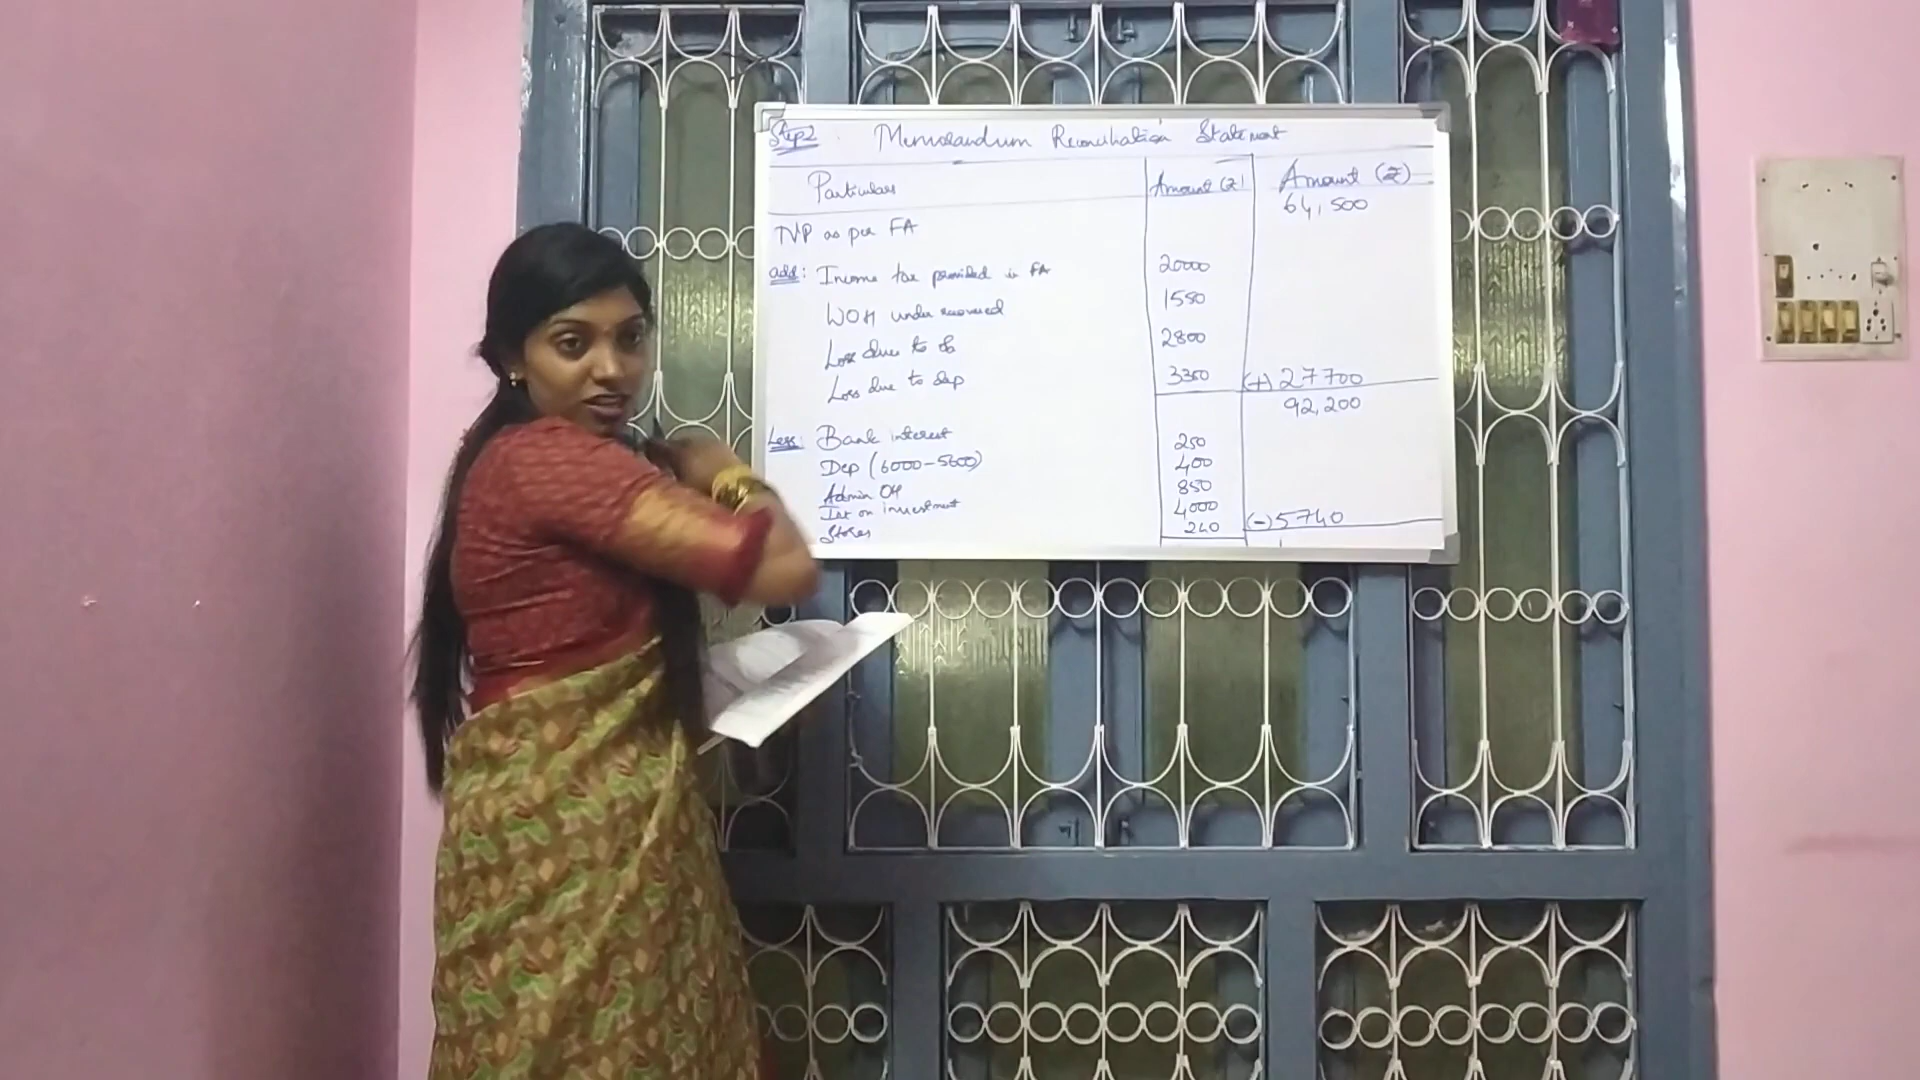 Step2. Memorandum Reconciliation Statement
Particulars Amount (₹) Amount (₹)
NP as per FA 64,500
add: Income tax provided in FA 20000
WOH under recovered 1550
Loss due to OS 2800
Loss due to dep 3350 (+) 27700
92,200
Less: Bank interest 250
Dep (6000-5600) 400
Admin OH 850
Int on investment 4000
Stores 240 (-) 5740